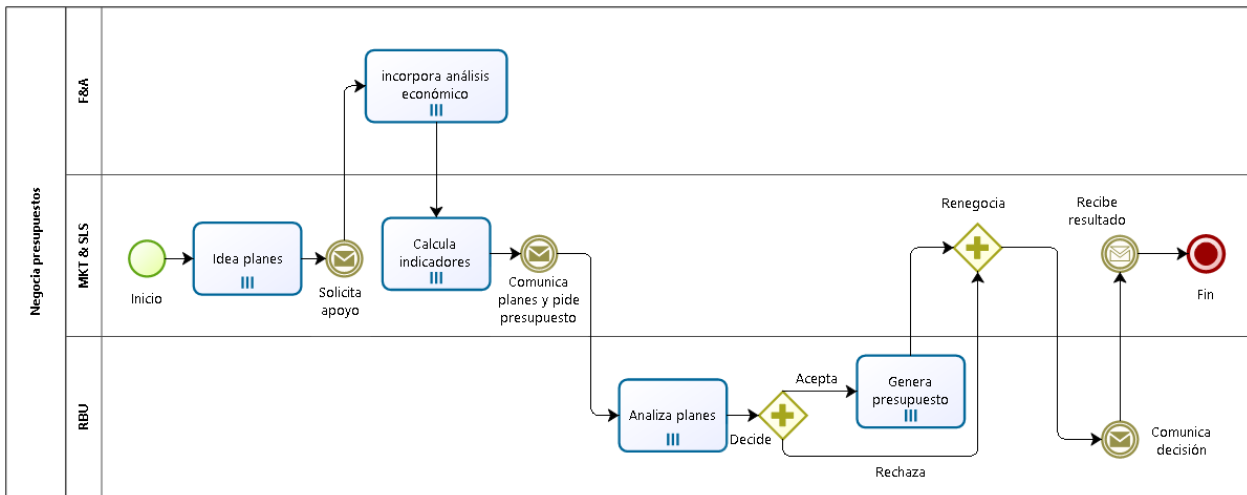 Negocia presupuestos
F&A
incorpora análisis
económico
MKT & SLS
Inicio
Idea planes
Solicita
apoyo
Calcula
indicadores
Comunica
planes y pide
presupuesto
Renegocia
Recibe
resultado
Fin
RBU
Analiza planes
Decide
Acepta
Rechaza
Genera
presupuesto
Comunica
decisión